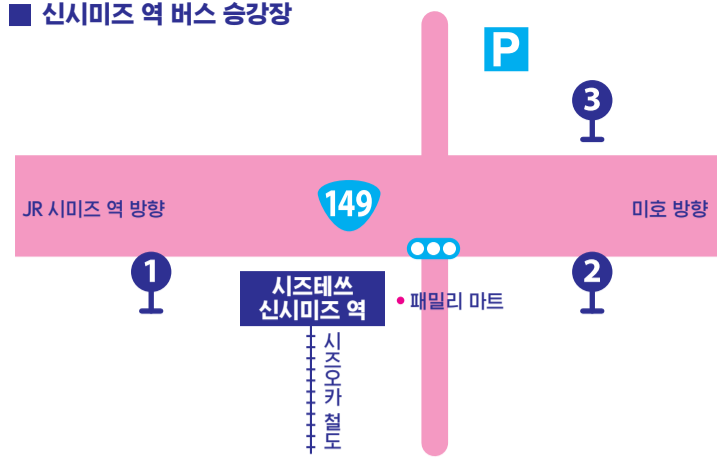 신시미즈 역 버스 승강장
P
3
JR 시미즈 역 방향
149
미호 방향
1
2
시즈테쓰
신시미즈 역
패밀리 마트
시즈오카 철도